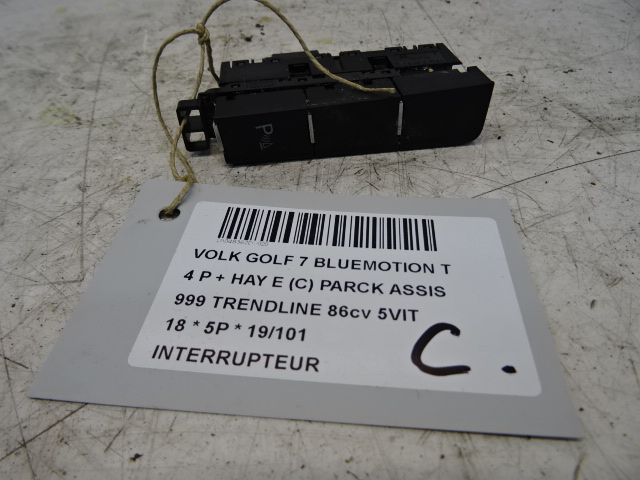 P
VOLK GOLF 7 BLUEMOTION T
4 P + HAY E (C) PARCK ASSIS
999 TRENDLINE 86cv 5VIT
18 * 5P * 19/101
INTERRUPTEUR
C.